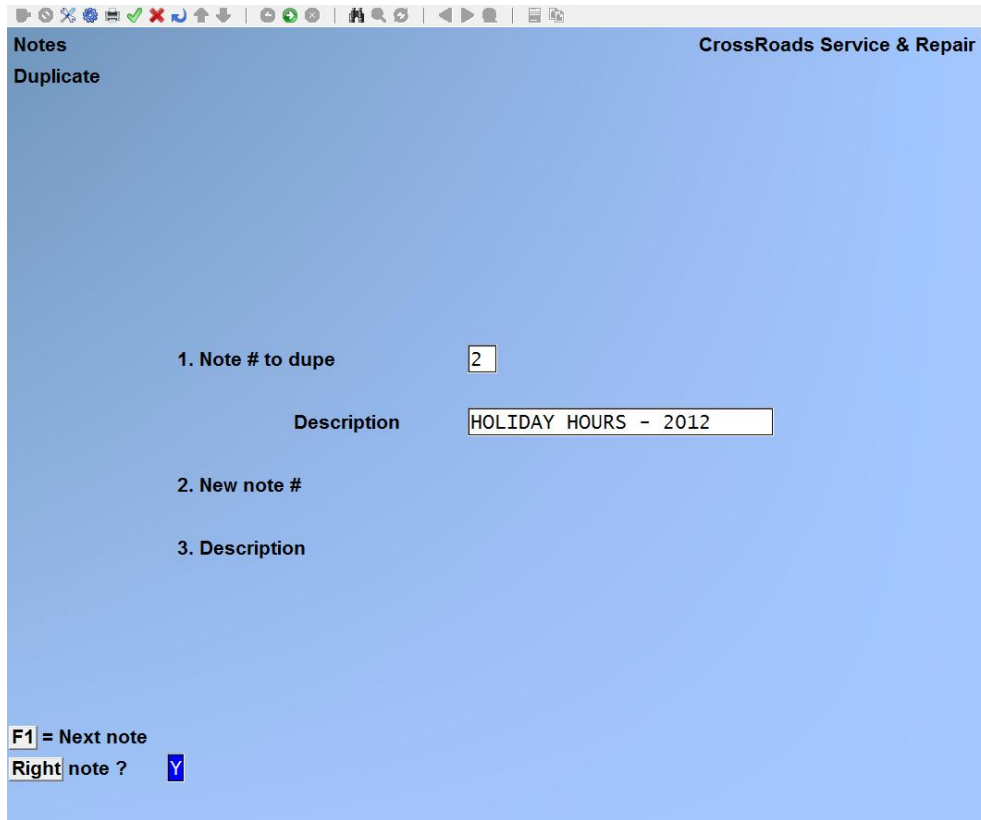 Notes
CrossRoads Service & Repair
Duplicate
1. Note # to dupe 2
Description HOLIDAY HOURS - 2012
2. New note #
3. Description
F1 = Next note
Right note ? Y